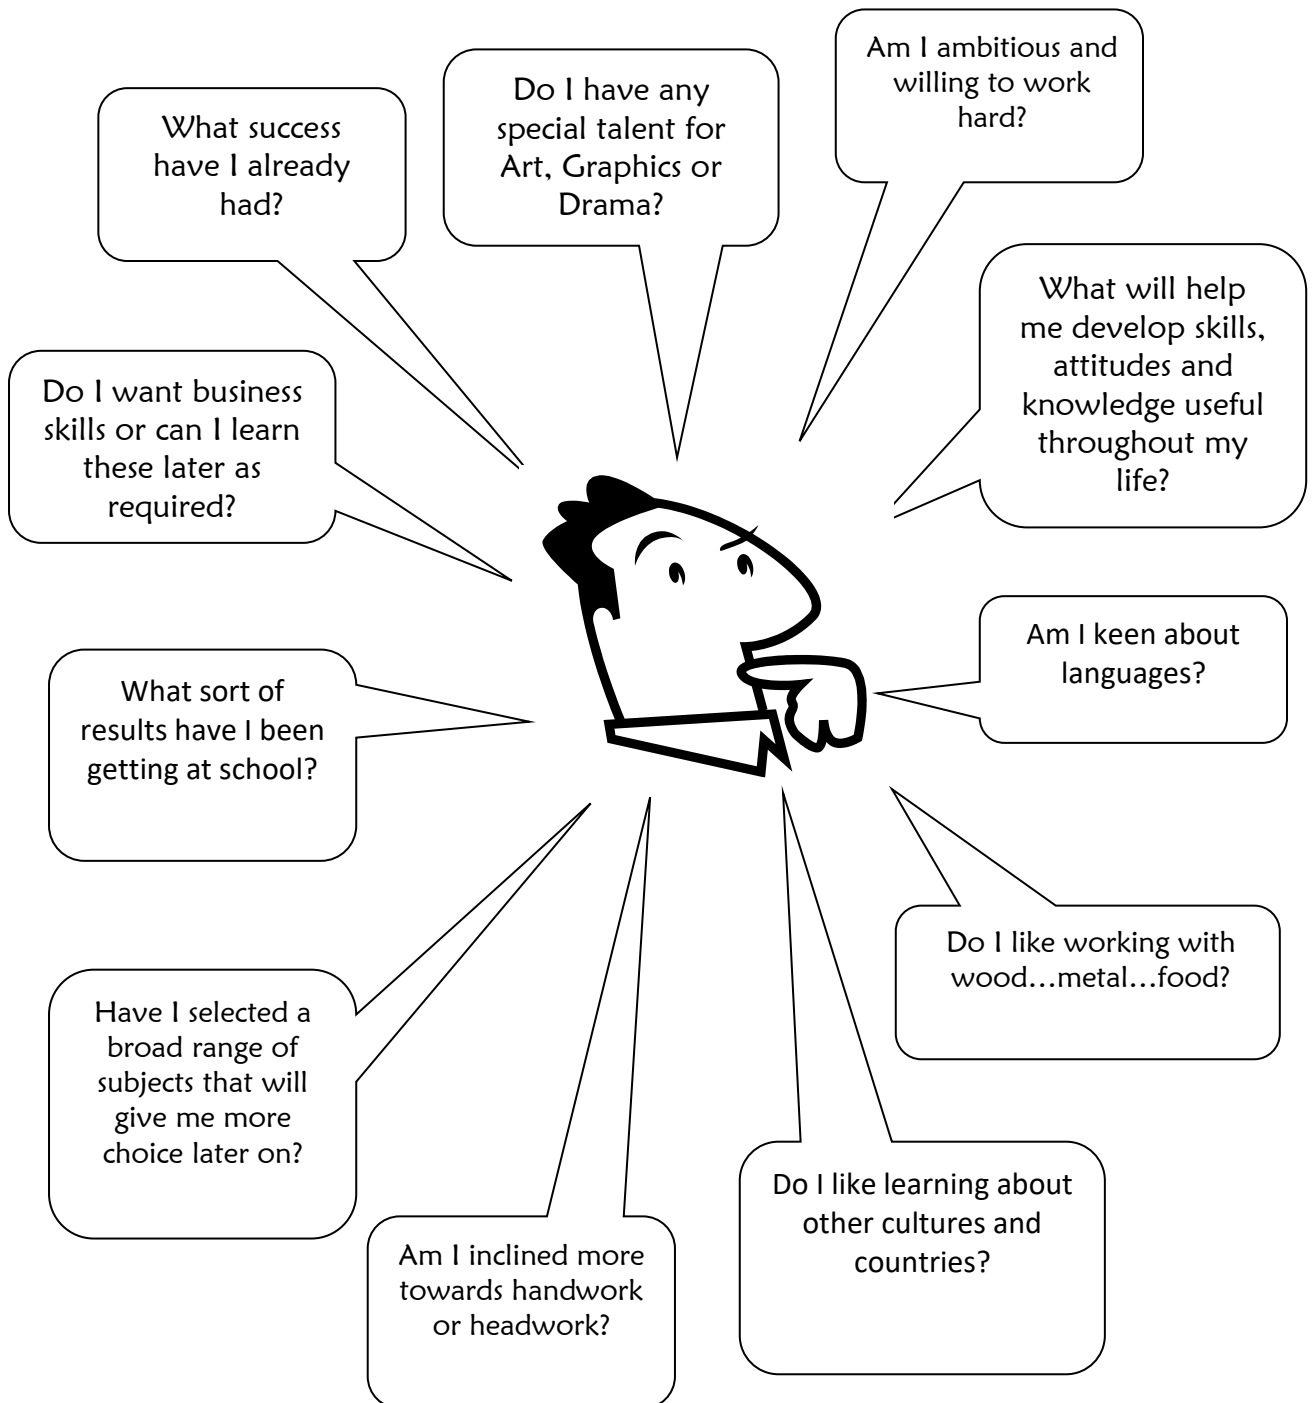 What success
have I already
had?
Do I have any
special talent for
Art, Graphics or
Drama?
Am I ambitious and
willing to work
hard?
What will help
me develop skills,
attitudes and
knowledge useful
throughout my
life?
Do I want business
skills or can I learn
these later as
required?
Am I keen about
languages?
What sort of
results have I been
getting at school?
Do I like working with
wood…metal…food?
Have I selected a
broad range of
subjects that will
give me more
choice later on?
Do I like learning about
other cultures and
countries?
Am I inclined more
towards handwork
or headwork?